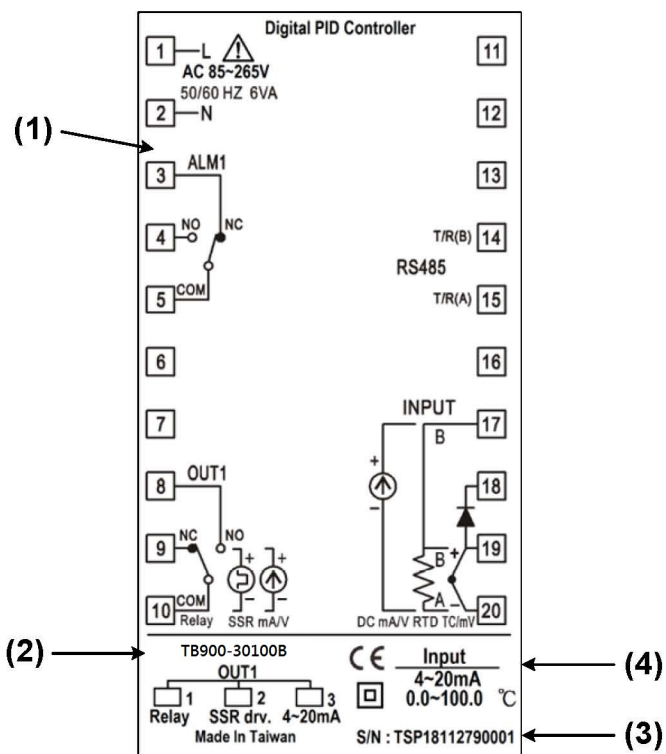 Digital PID Controller
1 L
AC 85~265V
50/60 HZ 6VA
2 N
3 ALM1
4 NO NC
5 COM
6
7
8 OUT1
9 NC NO
10 COM
Relay SSR mA/V
11
12
13
T/R(B) 14
RS485
T/R(A) 15
16
INPUT 17
B
+
18
-
B + 19
A - 20
DC mA/V RTD TC/mV
+ +
- -
(1)
(2)
TB900-30100B
OUT1
1 2 3
Relay SSR drv. 4~20mA
Made In Taiwan
CE Input
4~20mA
0.0~100.0 ℃
S/N : TSP18112790001
(4)
(3)